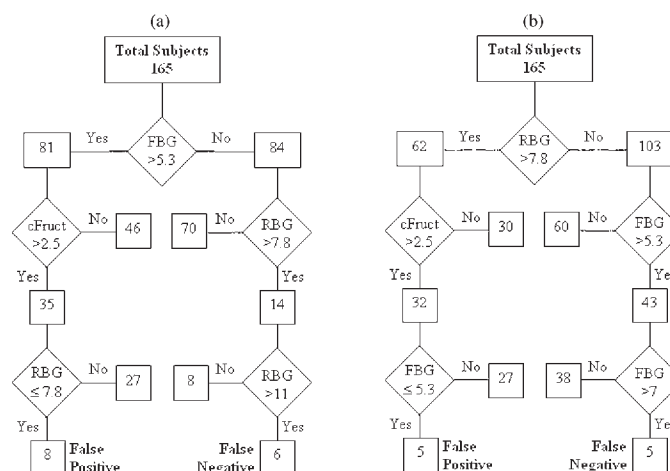 (a)
Total Subjects
165
Yes
FBG
>5.3
No
81
84
cFruct
>2.5
No
46
70
No
RBG
>7.8
Yes
Yes
35
14
RBG
≤ 7.8
No
27
8
No
RBG
>11
Yes
Yes
8
False
Positive
False
Negative
6
(b)
Total Subjects
165
Yes
RBG
>7.8
No
62
103
cFruct
>2.5
No
30
60
No
FBG
>5.3
Yes
Yes
32
43
FBG
≤ 5.3
No
27
38
No
FBG
>7
Yes
Ye
5
False
Positive
False
Negative
5